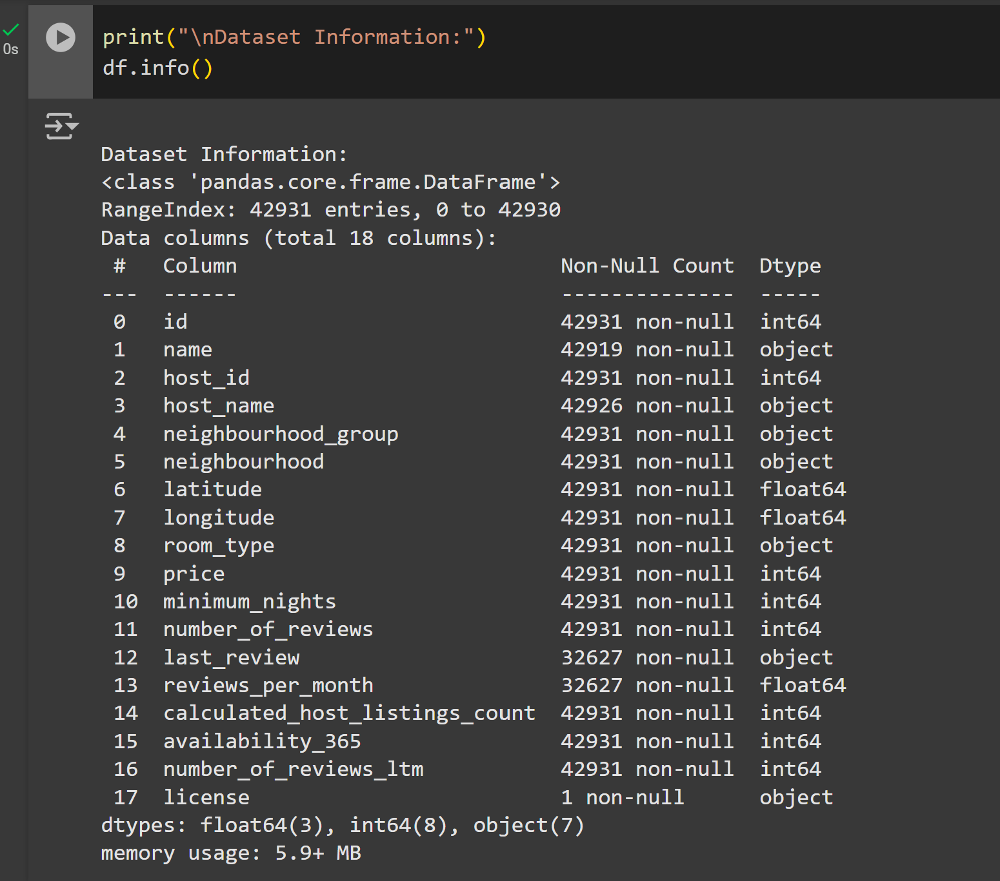 print("\nDataset Information:")
0s
df.info()
Dataset Information:
<class 'pandas.core.frame.DataFrame'>
RangeIndex: 42931 entries, 0 to 42930
Data columns (total 18 columns):
 #   Column                          Non-Null Count  Dtype
---  ------                          --------------  -----
 0   id                              42931 non-null  int64
 1   name                            42919 non-null  object
 2   host_id                         42931 non-null  int64
 3   host_name                       42926 non-null  object
 4   neighbourhood_group             42931 non-null  object
 5   neighbourhood                   42931 non-null  object
 6   latitude                        42931 non-null  float64
 7   longitude                       42931 non-null  float64
 8   room_type                       42931 non-null  object
 9   price                           42931 non-null  int64
 10  minimum_nights                  42931 non-null  int64
 11  number_of_reviews               42931 non-null  int64
 12  last_review                     32627 non-null  object
 13  reviews_per_month               32627 non-null  float64
 14  calculated_host_listings_count  42931 non-null  int64
 15  availability_365                42931 non-null  int64
 16  number_of_reviews_ltm           42931 non-null  int64
 17  license                         1 non-null      object
dtypes: float64(3), int64(8), object(7)
memory usage: 5.9+ MB